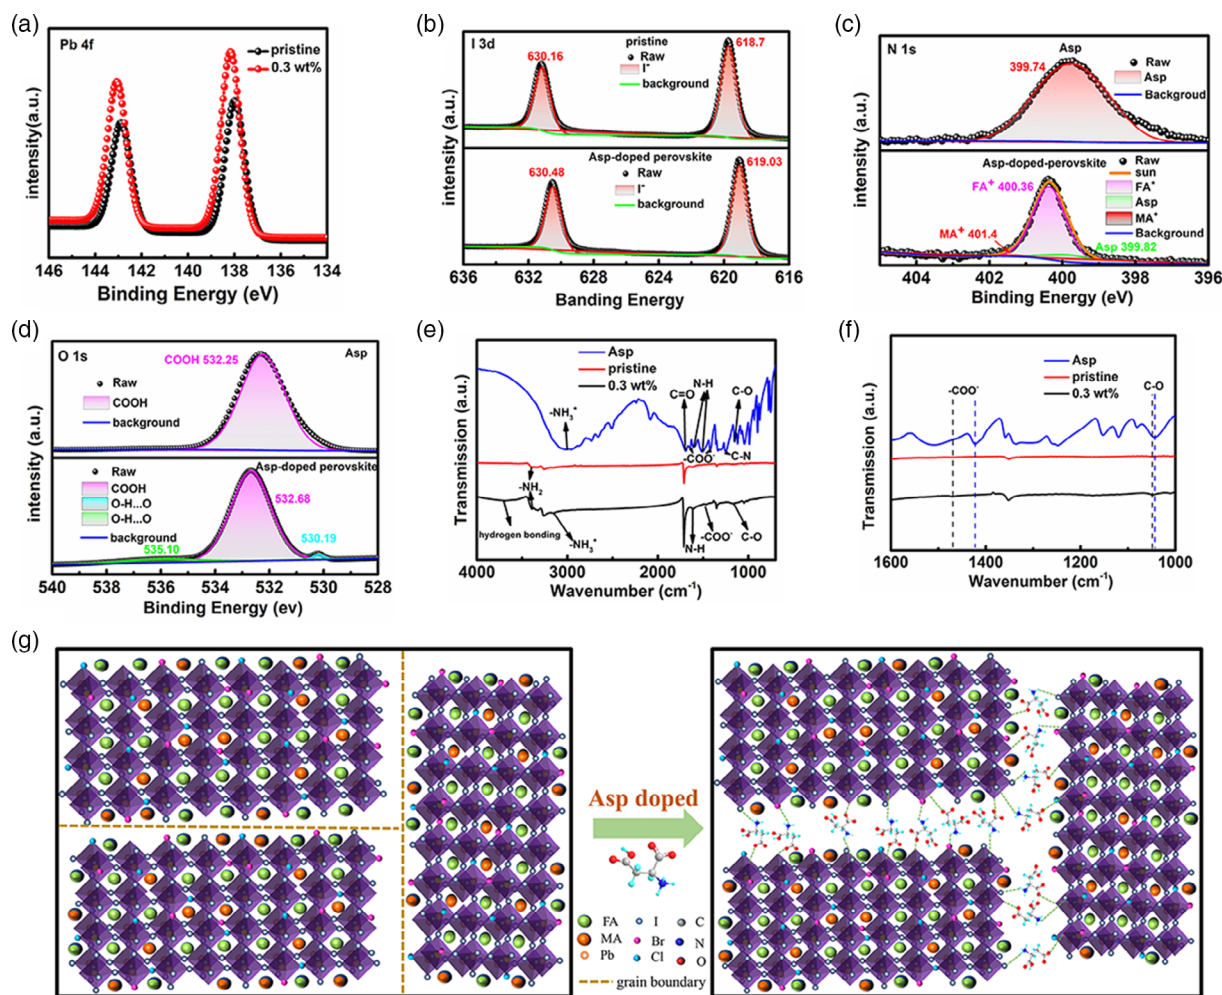 (a)
Pb 4f
pristine
0.3 wt%
intensity(a.u.)
146 144 142 140 138 136 134
Binding Energy (eV)
(b)
I 3d
pristine
Raw
I-
background
630.16
618.7
Asp-doped perovskite
Raw
I-
background
630.48
619.03
intensity (a.u.)
636 632 628 624 620 616
Banding Energy
(c)
N 1s
Asp
399.74
Raw
Asp
Backgroud
Asp-doped-perovskite
Raw
sun
FA+
Asp
MA+
Background
FA+ 400.36
MA+ 401.4
Asp 399.82
intensity (a.u.)
404 402 400 398 396
Binding Energy (eV)
(d)
O 1s
Asp
COOH 532.25
Raw
COOH
background
Asp-doped perovskite
Raw
COOH
O-H...O
O-H...O
background
532.68
535.10
530.19
intensity (a.u.)
540 538 536 534 532 530 528
Binding Energy (ev)
(e)
Asp
pristine
0.3 wt%
N-H
C=O
C-O
-NH3+
-COO-
C-N
-NH2
hydrogen bonding
-NH3+
N-H
-COO-
C-O
Transmission (a.u.)
4000 3000 2000 1000
Wavenumber (cm-1)
(f)
Asp
pristine
0.3 wt%
-COO-
C-O
Transmission (a.u.)
1600 1400 1200 1000
Wavenumber (cm-1)
(g)
Asp doped
FA I C
MA Br N
Pb Cl O
grain boundary